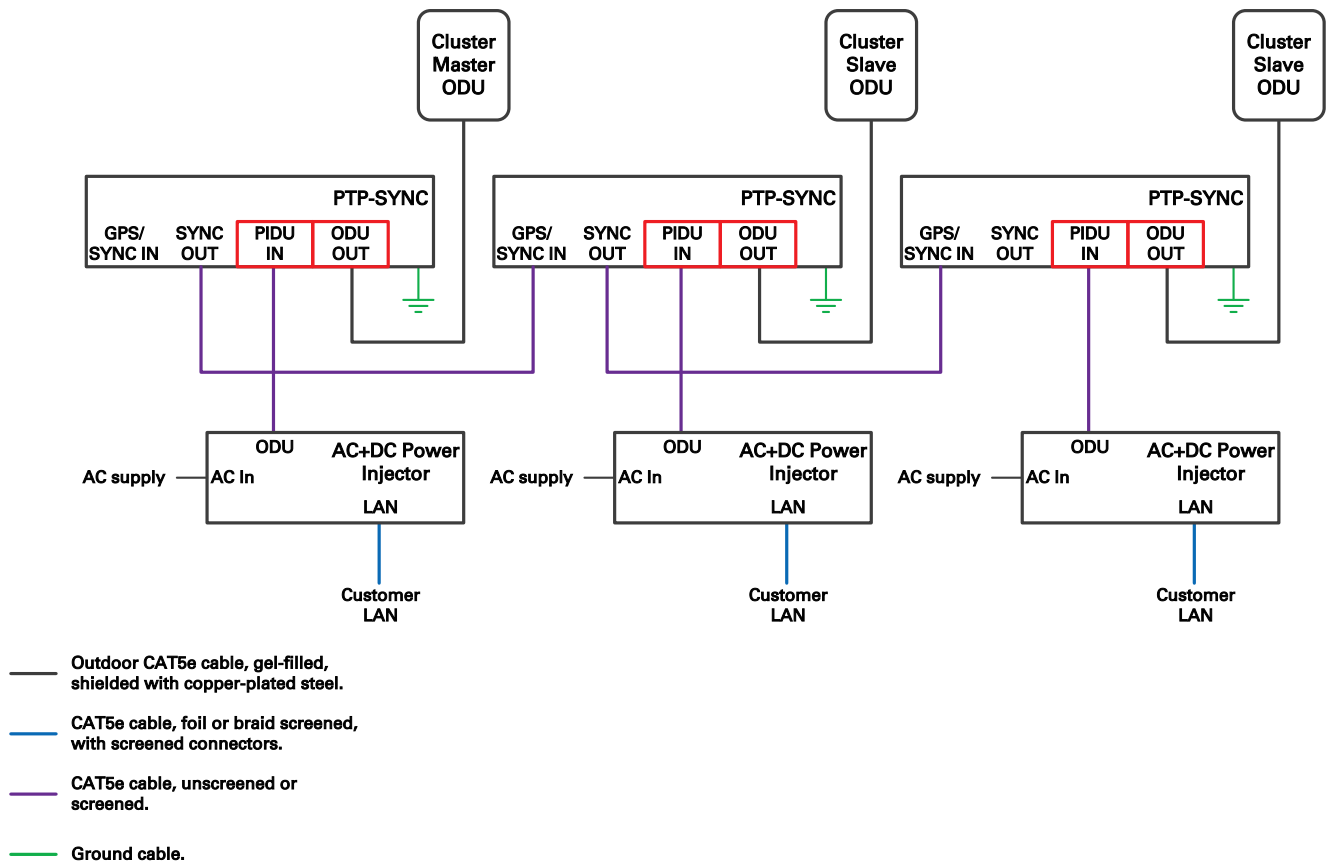 Cluster
Master
ODU
Cluster
Slave
ODU
Cluster
Slave
ODU
PTP-SYNC
GPS/
SYNC IN
SYNC
OUT
PIDU
IN
ODU
OUT
PTP-SYNC
GPS/
SYNC IN
SYNC
OUT
PIDU
IN
ODU
OUT
PTP-SYNC
GPS/
SYNC IN
SYNC
OUT
PIDU
IN
ODU
OUT
ODU
AC+DC Power
Injector
AC supply
AC In
LAN
Customer
LAN
ODU
AC+DC Power
Injector
AC supply
AC In
LAN
Customer
LAN
ODU
AC+DC Power
Injector
AC supply
AC In
LAN
Customer
LAN
Outdoor CAT5e cable, gel-filled,
shielded with copper-plated steel.
CAT5e cable, foil or braid screened,
with screened connectors.
CAT5e cable, unscreened or
screened.
Ground cable.